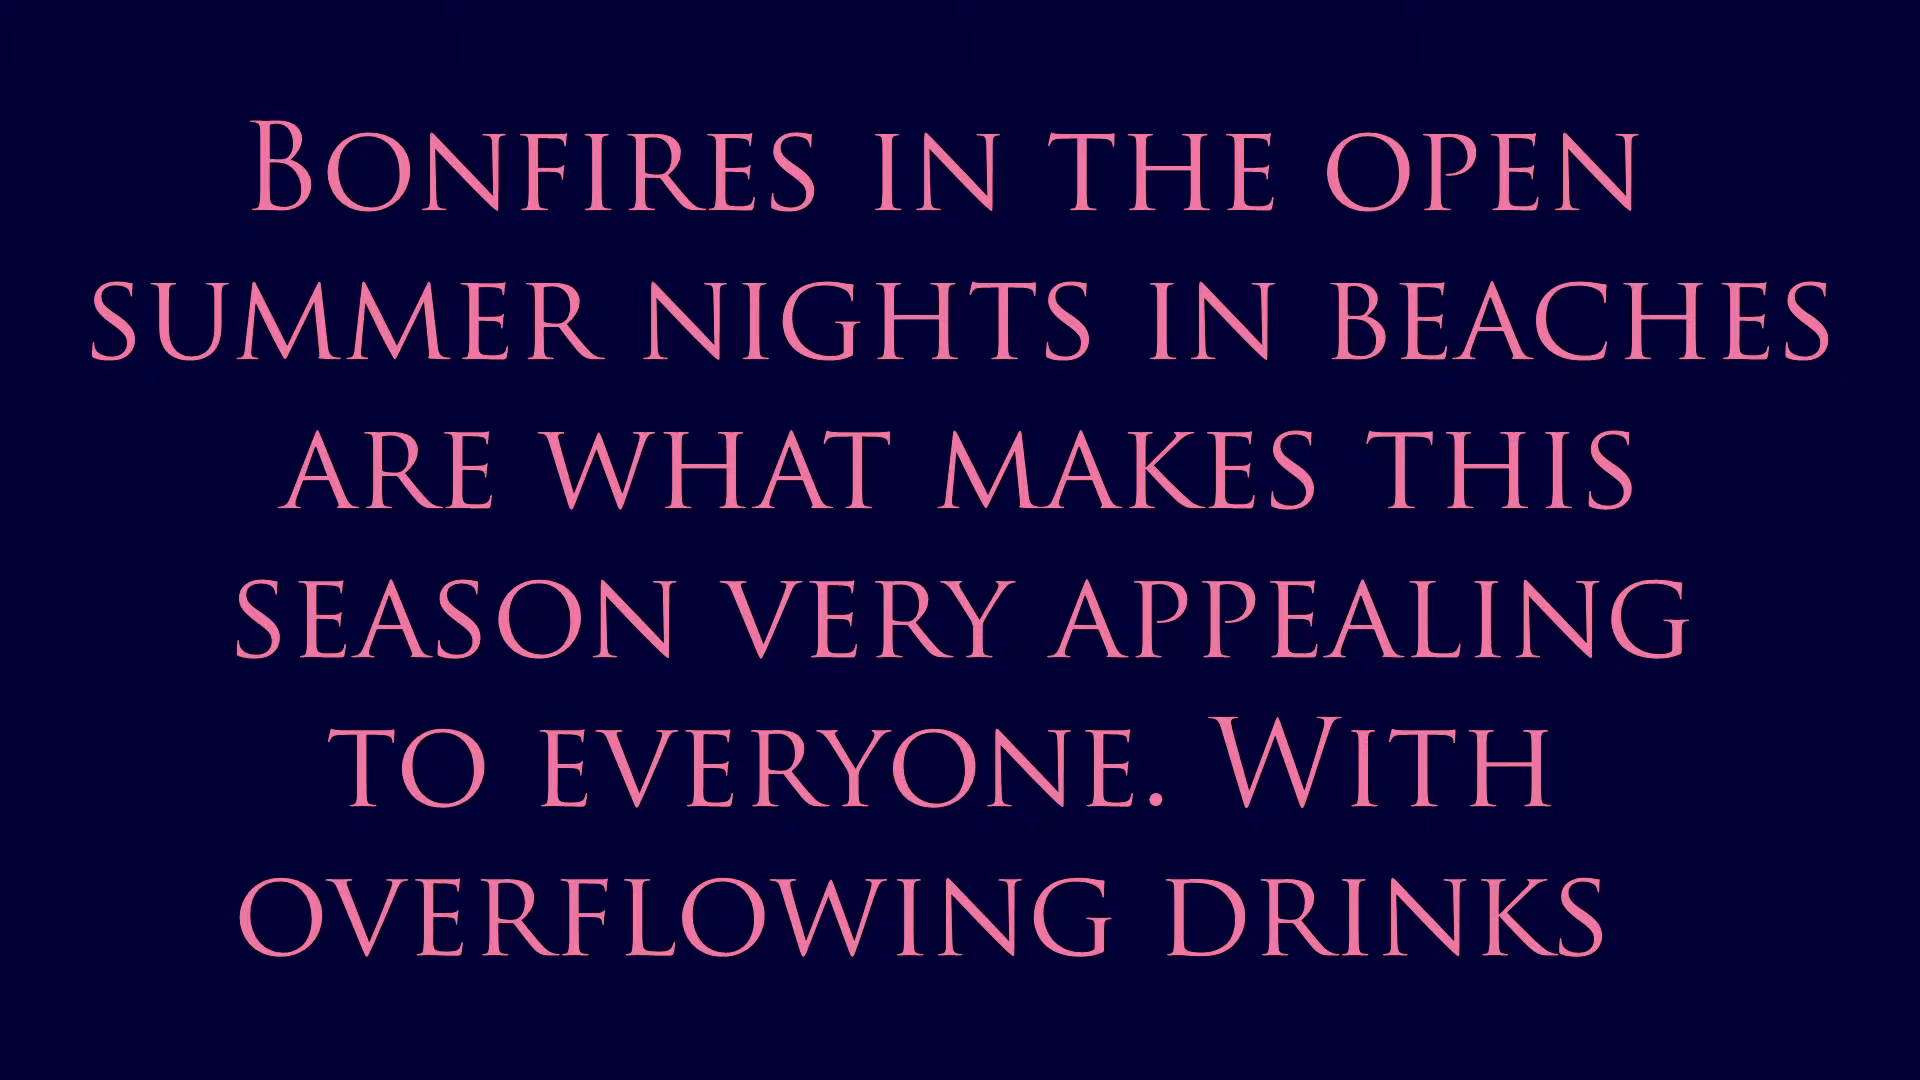 Bonfires in the open
summer nights in beaches
are what makes this
season very appealing
to everyone. With
overflowing drinks